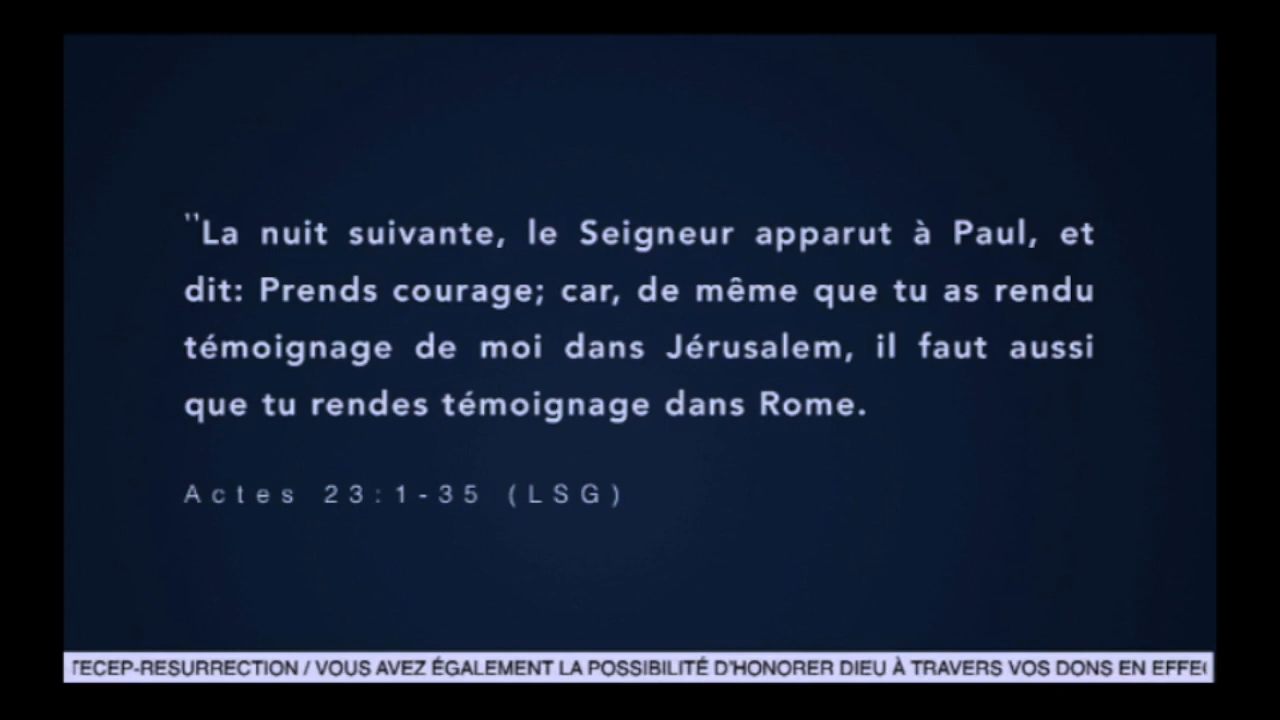 "La nuit suivante, le Seigneur apparut à Paul, et
dit: Prends courage; car, de même que tu as rendu
témoignage de moi dans Jérusalem, il faut aussi
que tu rendes témoignage dans Rome.
Actes 23:1-35 (LSG)
TECEP-RESURRECTION / VOUS AVEZ ÉGALEMENT LA POSSIBILITÉ D'HONORER DIEU À TRAVERS VOS DONS EN